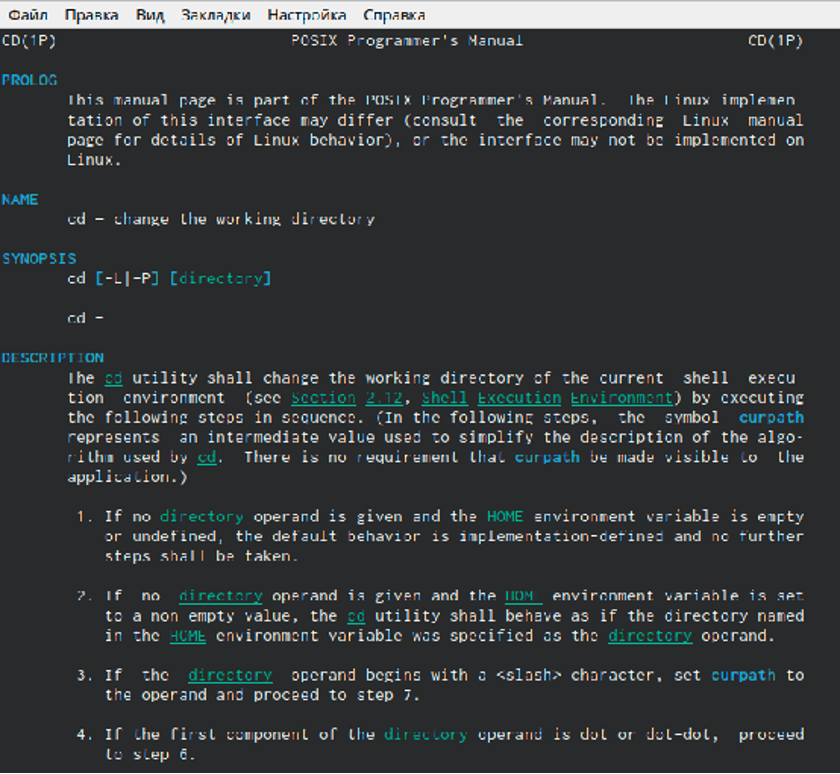 Файл Правка Вид Закладки Настройка Справка
CD(1P) POSIX Programmer's Manual CD(1P)
PROLOG
This manual page is part of the POSIX Programmer's Manual. The Linux implemen
tation of this interface may differ (consult the corresponding Linux manual
page for details of Linux behavior), or the interface may not be implemented on
Linux.
NAME
cd - change the working directory
SYNOPSIS
cd [-L|-P] [directory]
cd -
DESCRIPTION
The cd utility shall change the working directory of the current shell execu
tion environment (see Section 2.12, Shell Execution Environment) by executing
the following steps in sequence. (In the following steps, the symbol curpath
represents an intermediate value used to simplify the description of the algo-
rithm used by cd. There is no requirement that curpath be made visible to the
application.)
1. If no directory operand is given and the HOME environment variable is empty
or undefined, the default behavior is implementation-defined and no further
steps shall be taken.
2. If no directory operand is given and the HOME environment variable is set
to a non empty value, the cd utility shall behave as if the directory named
in the HOME environment variable was specified as the directory operand.
3. If the directory operand begins with a <slash> character, set curpath to
the operand and proceed to step 7.
4. If the first component of the directory operand is dot or dot-dot, proceed
to step 6.